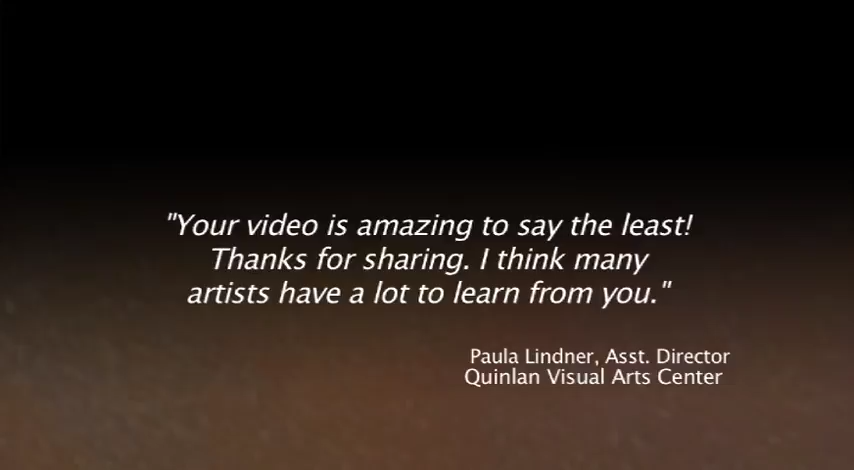 "Your video is amazing to say the least!
Thanks for sharing. I think many
artists have a lot to learn from you."
Paula Lindner, Asst. Director
Quinlan Visual Arts Center